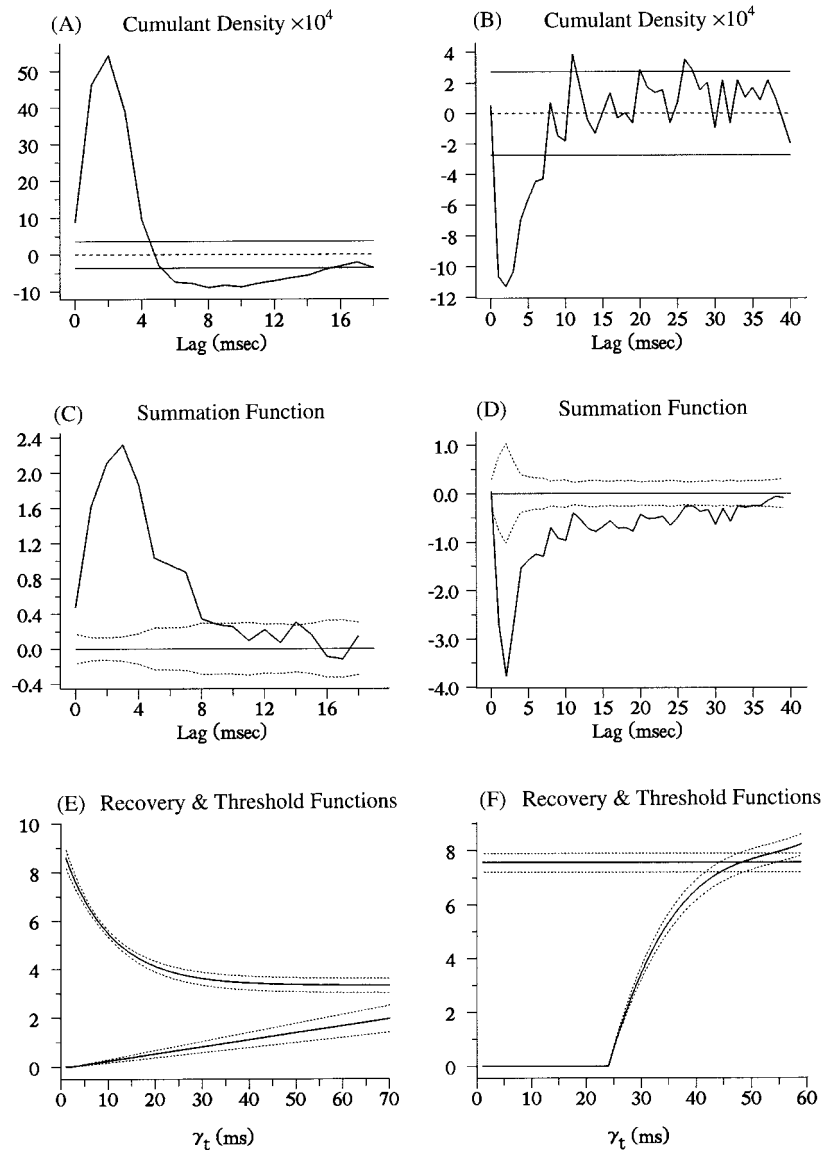 (A) Cumulant Density ×10⁴
50
40
30
20
10
0
-10
0 4 8 12 16
Lag (msec)
(B) Cumulant Density ×10⁴
4
2
0
-2
-4
-6
-8
-10
-12
0 5 10 15 20 25 30 35 40
Lag (msec)
(C) Summation Function
2.4
2.0
1.6
1.2
0.8
0.4
0.0
-0.4
0 4 8 12 16
Lag (msec)
(D) Summation Function
1.0
0.0
-1.0
-2.0
-3.0
-4.0
0 5 10 15 20 25 30 35 40
Lag (msec)
(E) Recovery & Threshold Functions
10
8
6
4
2
0
0 10 20 30 40 50 60 70
γt (ms)
(F) Recovery & Threshold Functions
8
6
4
2
0
0 10 20 30 40 50 60
γt (ms)